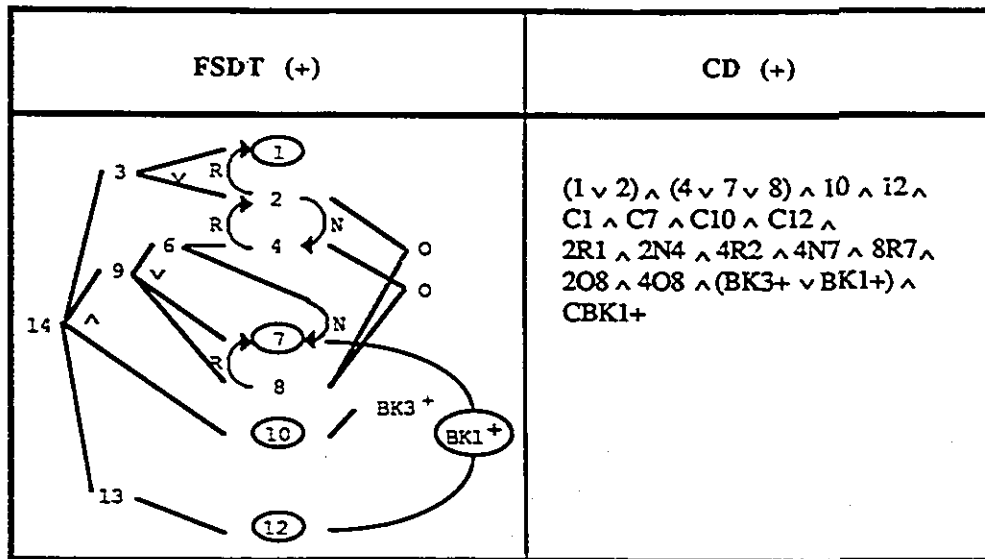 FSDT (+)
CD (+)
1
3
R
v
2
R
N
6
4
O
9
v
O
14
^
N
7
R
8
BK3+
10
BK1+
13
12
(1 v 2) ^ (4 v 7 v 8) ^ 10 ^ 12 ^
C1 ^ C7 ^ C10 ^ C12 ^
2R1 ^ 2N4 ^ 4R2 ^ 4N7 ^ 8R7 ^
2O8 ^ 4O8 ^ (BK3+ v BK1+) ^
CBK1+